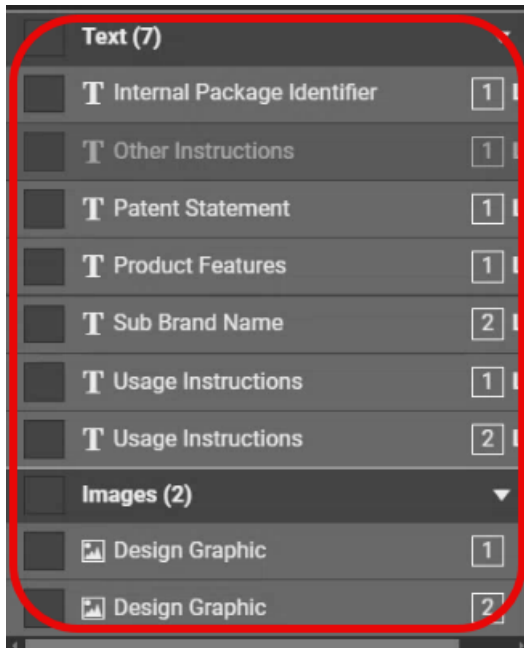 Text (7)
T Internal Package Identifier 1
T Other Instructions 1
T Patent Statement 1
T Product Features 1
T Sub Brand Name 2
T Usage Instructions 1
T Usage Instructions 2
Images (2)
Design Graphic 1
Design Graphic 2